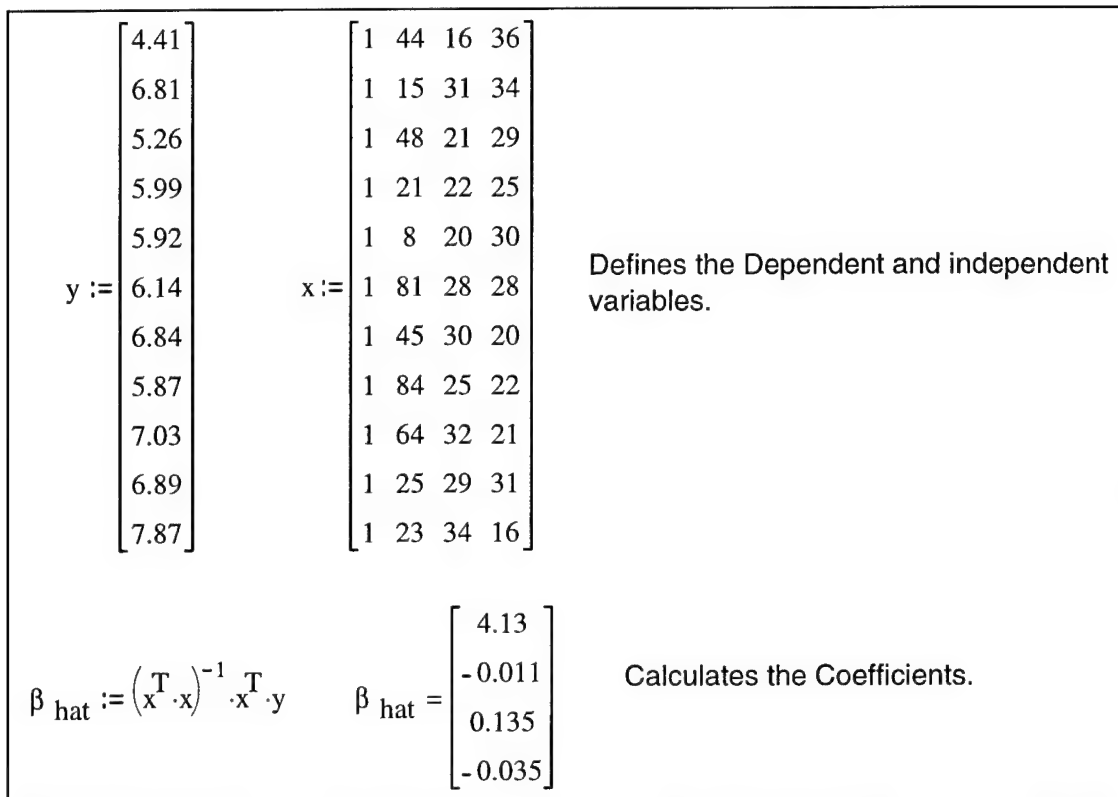 y := [4.41 6.81 5.26 5.99 5.92 6.14 6.84 5.87 7.03 6.89 7.87]
x :=
1 44 16 36
1 15 31 34
1 48 21 29
1 21 22 25
1 8 20 30
1 81 28 28
1 45 30 20
1 84 25 22
1 64 32 21
1 25 29 31
1 23 34 16
Defines the Dependent and independent
variables.
β hat := (x^T·x)^-1 ·x^T·y
β hat = [4.13 -0.011 0.135 -0.035]
Calculates the Coefficients.